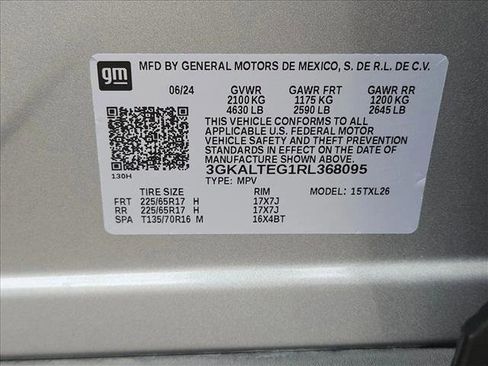 gm
MFD BY GENERAL MOTORS DE MEXICO, S. DE R.L. DE C.V.
06/24 GVWR GAWR FRT GAWR RR
2100 KG 1175 KG 1200 KG
4630 LB 2590 LB 2645 LB
THIS VEHICLE CONFORMS TO ALL
APPLICABLE U.S. FEDERAL MOTOR
VEHICLE SAFETY AND THEFT PREVENTION
STANDARDS IN EFFECT ON THE DATE OF
MANUFACTURE SHOWN ABOVE.
3GKALTEG1RL368095
130H TYPE: MPV
TIRE SIZE RIM MODEL: 15TXL26
FRT 225/65R17 H 17X7J
RR 225/65R17 H 17X7J
SPA T135/70R16 M 16X4BT